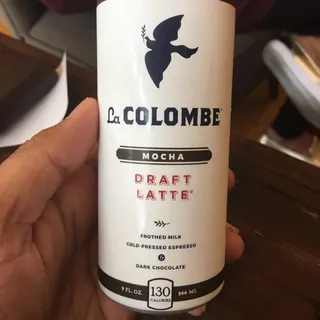 La COLOMBE®
MOCHA
DRAFT
LATTE®
FROTHED MILK
COLD-PRESSED ESPRESSO
&
DARK CHOCOLATE
9 FL. OZ. 130 CALORIES 266 ML